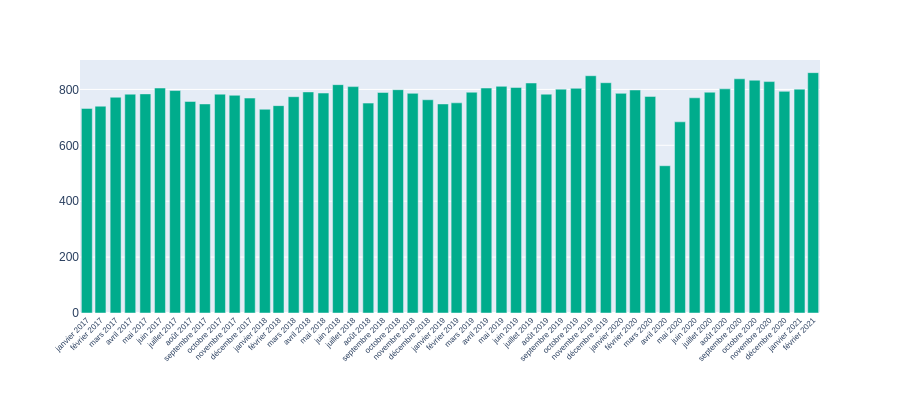 800
600
400
200
0
janvier 2017
février 2017
mars 2017
avril 2017
mai 2017
juin 2017
juillet 2017
août 2017
septembre 2017
octobre 2017
novembre 2017
décembre 2017
janvier 2018
février 2018
mars 2018
avril 2018
mai 2018
juin 2018
juillet 2018
août 2018
septembre 2018
octobre 2018
novembre 2018
décembre 2018
janvier 2019
février 2019
mars 2019
avril 2019
mai 2019
juin 2019
juillet 2019
août 2019
septembre 2019
octobre 2019
novembre 2019
décembre 2019
janvier 2020
février 2020
mars 2020
avril 2020
mai 2020
juin 2020
juillet 2020
août 2020
septembre 2020
octobre 2020
novembre 2020
décembre 2020
janvier 2021
février 2021